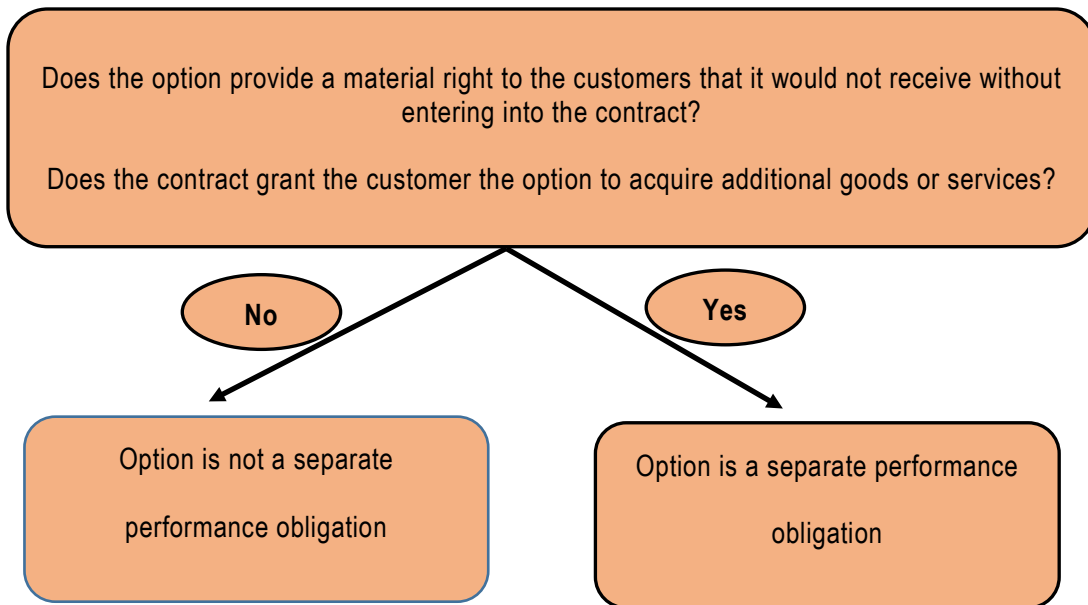 Does the option provide a material right to the customers that it would not receive without
entering into the contract?
Does the contract grant the customer the option to acquire additional goods or services?
No
Yes
Option is not a separate
performance obligation
Option is a separate performance
obligation